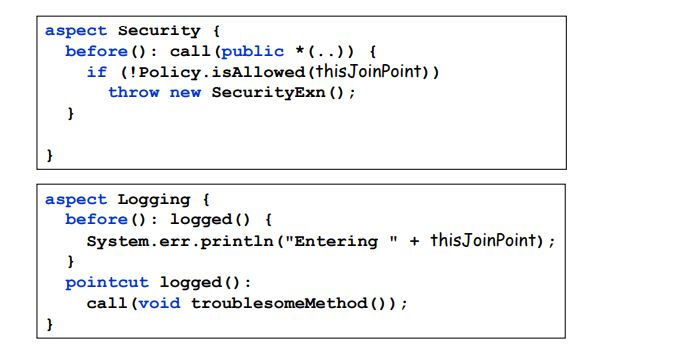 aspect Security {
before(): call(public *(..)) {
if (!Policy.isAllowed(thisJoinPoint))
throw new SecurityExn();
}
}
aspect Logging {
before(): logged() {
System.err.println("Entering " + thisJoinPoint);
}
pointcut logged():
call(void troublesomeMethod());
}